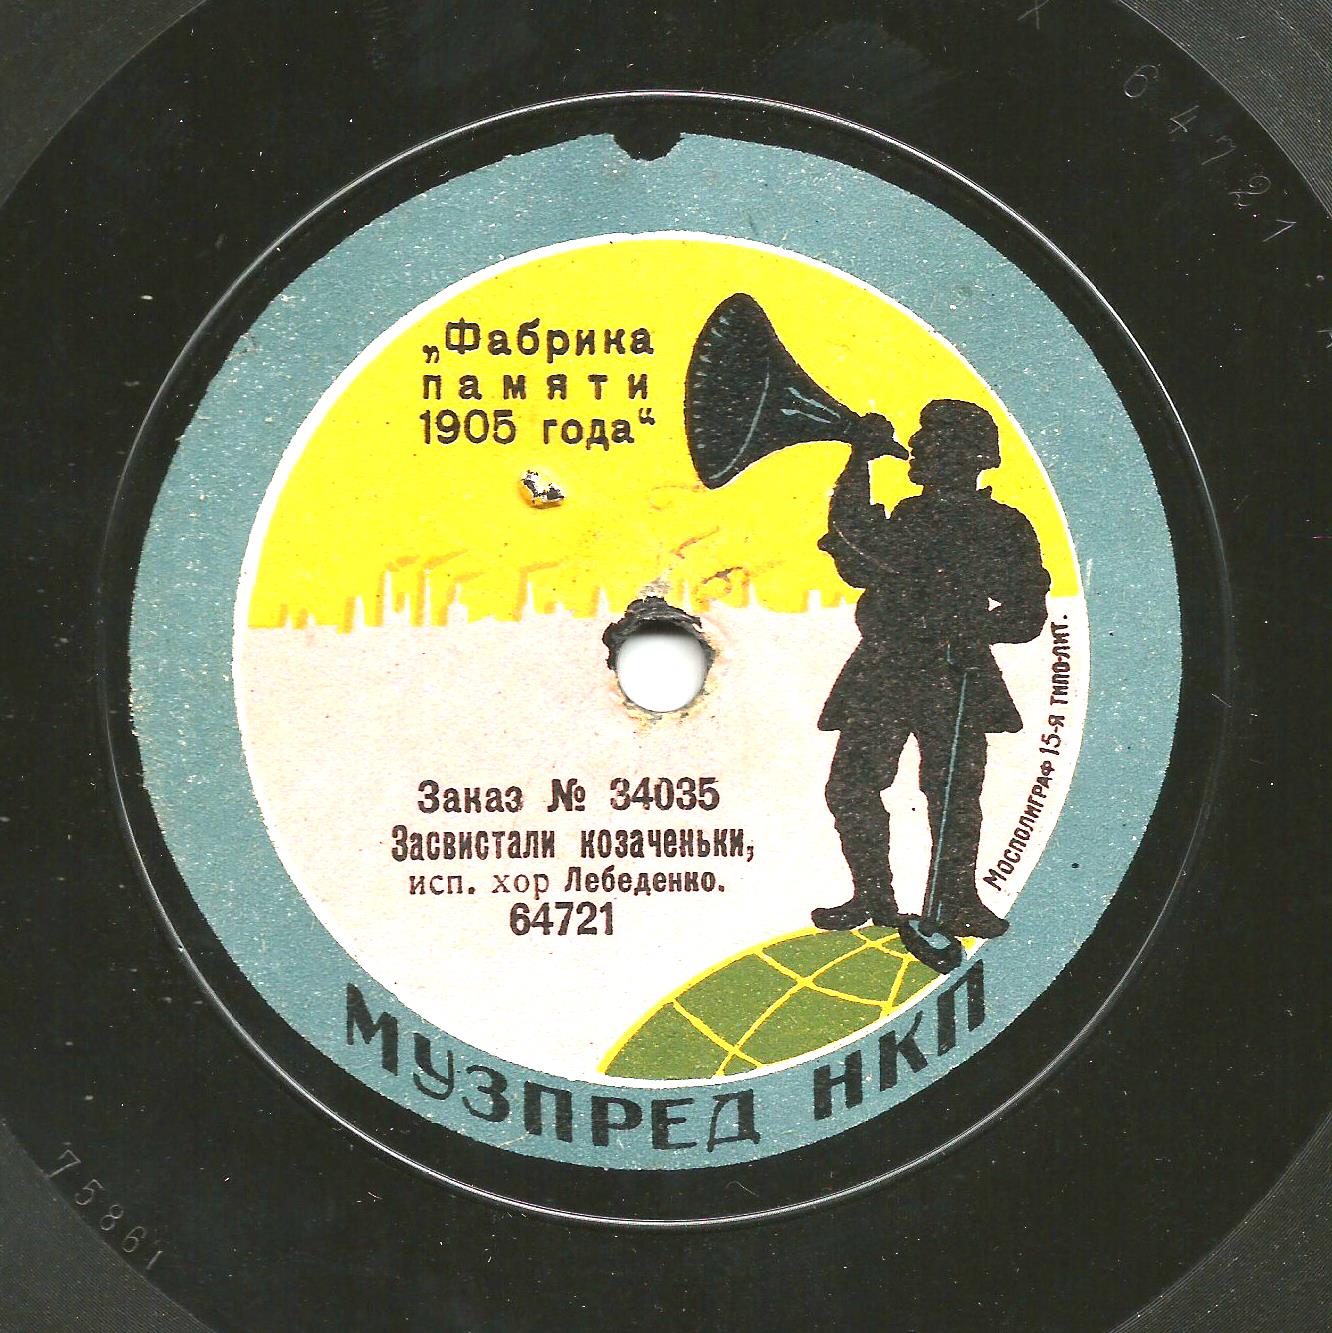 „Фабрика
памяти
1905 года“
Заказ № 34035
Засвистали козаченьки,
исп. хор Лебеденко.
64721
Мосполиграф 15-я типо-лит.
МУЗПРЕД НКП
64721
75861